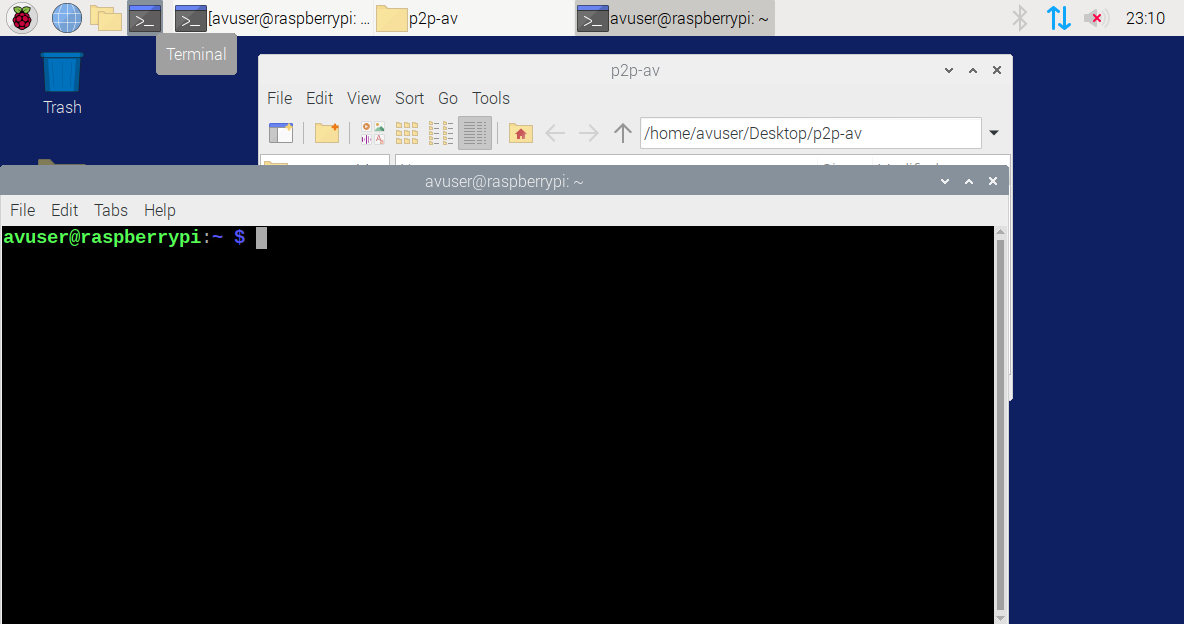 [avuser@raspberrypi: ... p2p-av avuser@raspberrypi: ~ 23:10
Terminal
Trash
p2p-av
File Edit View Sort Go Tools
/home/avuser/Desktop/p2p-av
avuser@raspberrypi: ~
File Edit Tabs Help
avuser@raspberrypi:~ $